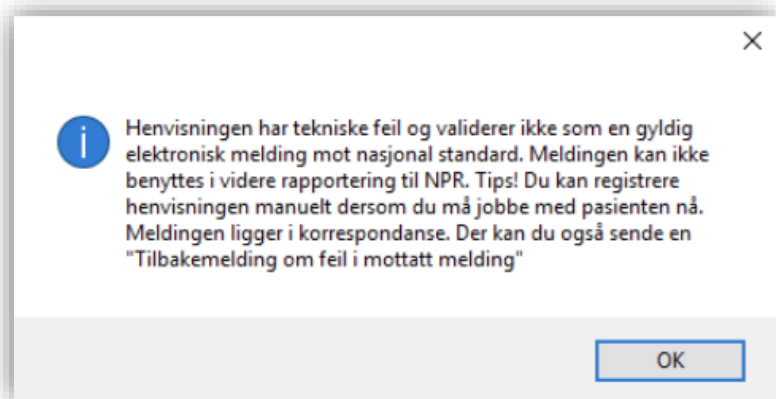 Henvisningen har tekniske feil og validerer ikke som en gyldig
elektronisk melding mot nasjonal standard. Meldingen kan ikke
benyttes i videre rapportering til NPR. Tips! Du kan registrere
henvisningen manuelt dersom du må jobbe med pasienten nå.
Meldingen ligger i korrespondanse. Der kan du også sende en
"Tilbakemelding om feil i mottatt melding"
OK